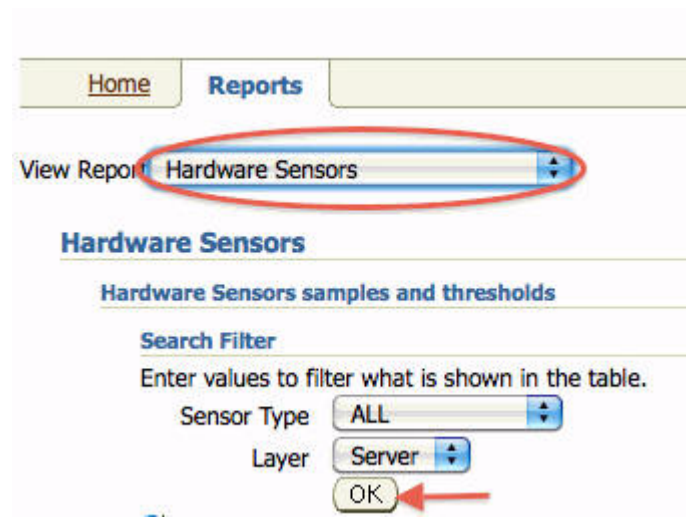 Home Reports
View Report Hardware Sensors
Hardware Sensors
Hardware Sensors samples and thresholds
Search Filter
Enter values to filter what is shown in the table.
Sensor Type ALL
Layer Server
OK